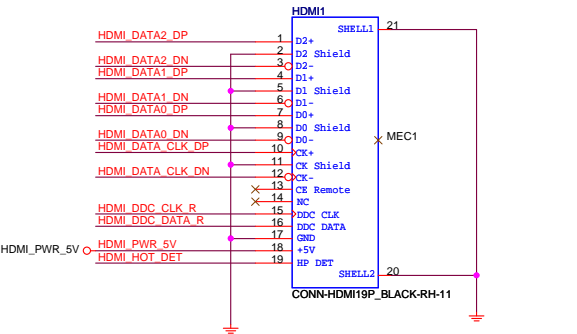 HDMI1
SHELL1 21
HDMI_DATA2_DP 1 D2+
2 D2 Shield
HDMI_DATA2_DN 3 D2-
HDMI_DATA1_DP 4 D1+
5 D1 Shield
HDMI_DATA1_DN 6 D1-
HDMI_DATA0_DP 7 D0+
8 D0 Shield
HDMI_DATA0_DN 9 D0-
MEC1
HDMI_DATA_CLK_DP 10 CK+
11 CK Shield
HDMI_DATA_CLK_DN 12 CK-
13 CE Remote
14 NC
HDMI_DDC_CLK_R 15 DDC CLK
HDMI_DDC_DATA_R 16 DDC DATA
17 GND
HDMI_PWR_5V HDMI_PWR_5V 18 +5V
HDMI_HOT_DET 19 HP DET
SHELL2 20
CONN-HDMI19P_BLACK-RH-11